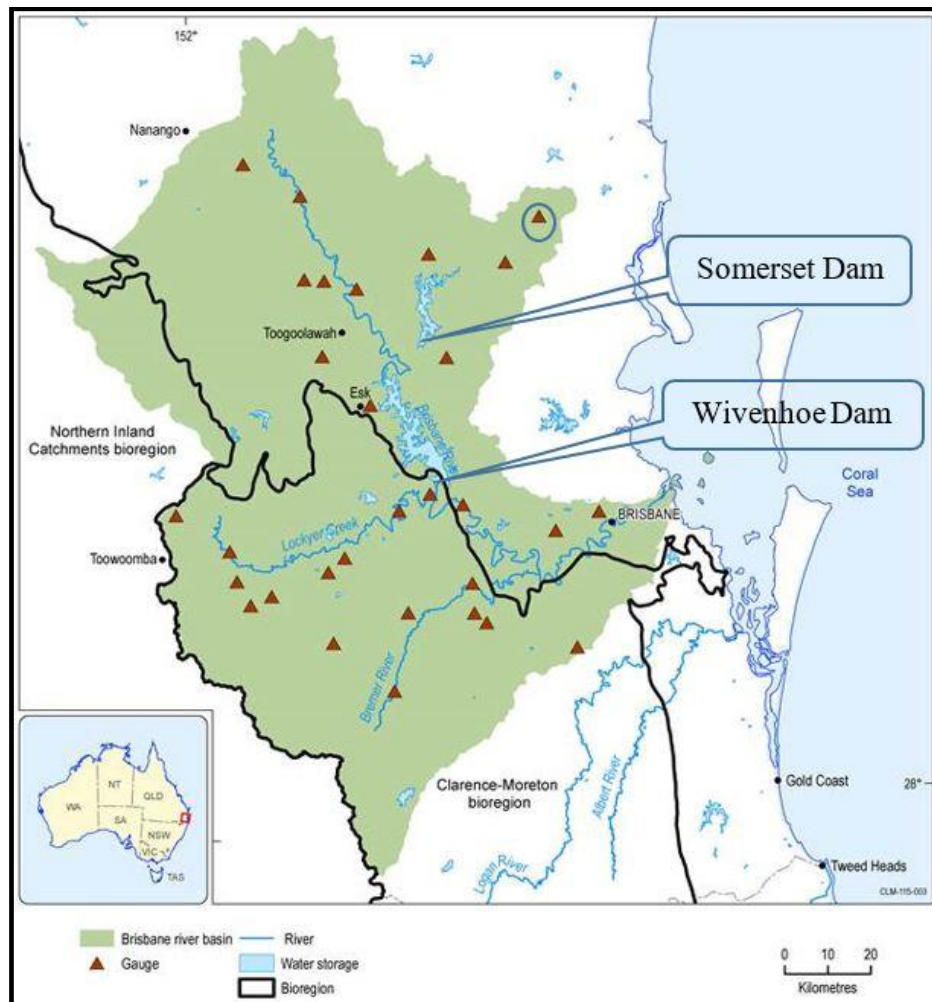 152°
Nanango
Somerset Dam
Toogoolawah
Esk
Wivenhoe Dam
Northern Inland
Catchments bioregion
Brisbane River
Coral
Sea
BRISBANE
Lockyer Creek
Toowoomba
Bremer River
Clarence-Moreton
bioregion
Albert River
Logan River
Gold Coast
28°
Tweed Heads
CLM-115-003
WA
NT
QLD
SA
NSW
VIC
TAS
Brisbane river basin
River
Gauge
Water storage
Bioregion
0 10 20
Kilometres